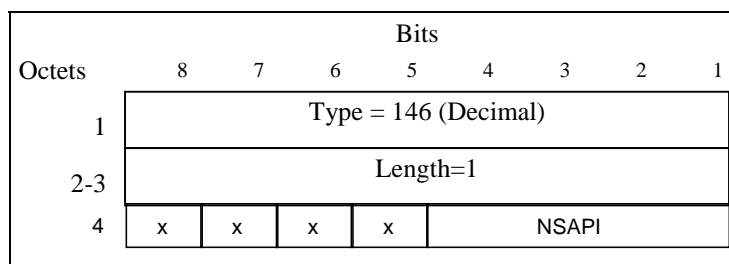 Bits
Octets 8 7 6 5 4 3 2 1
1 Type = 146 (Decimal)
2-3 Length=1
4 x x x x NSAPI